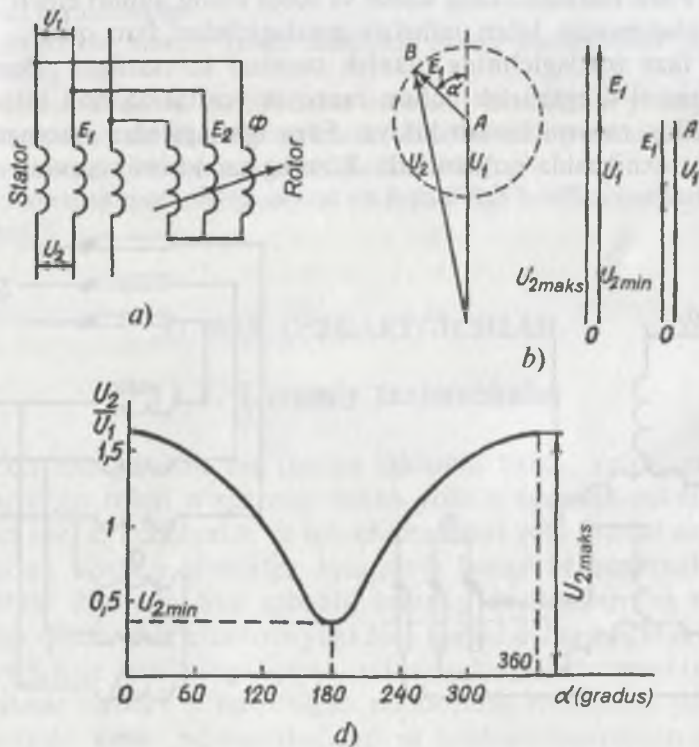 U₁
Stator
E₁
E₂
Φ
Rotor
U₂
a)
B
E₁
α
A
U₂
U₁
E₁
U₁
U₂maks
U₂min
0
E₁
A
U₁
0
b)
U₂
U₁
1,5
1
0,5
U₂min
U₂maks
360
0
60
120
180
240
300
α(gradus)
d)